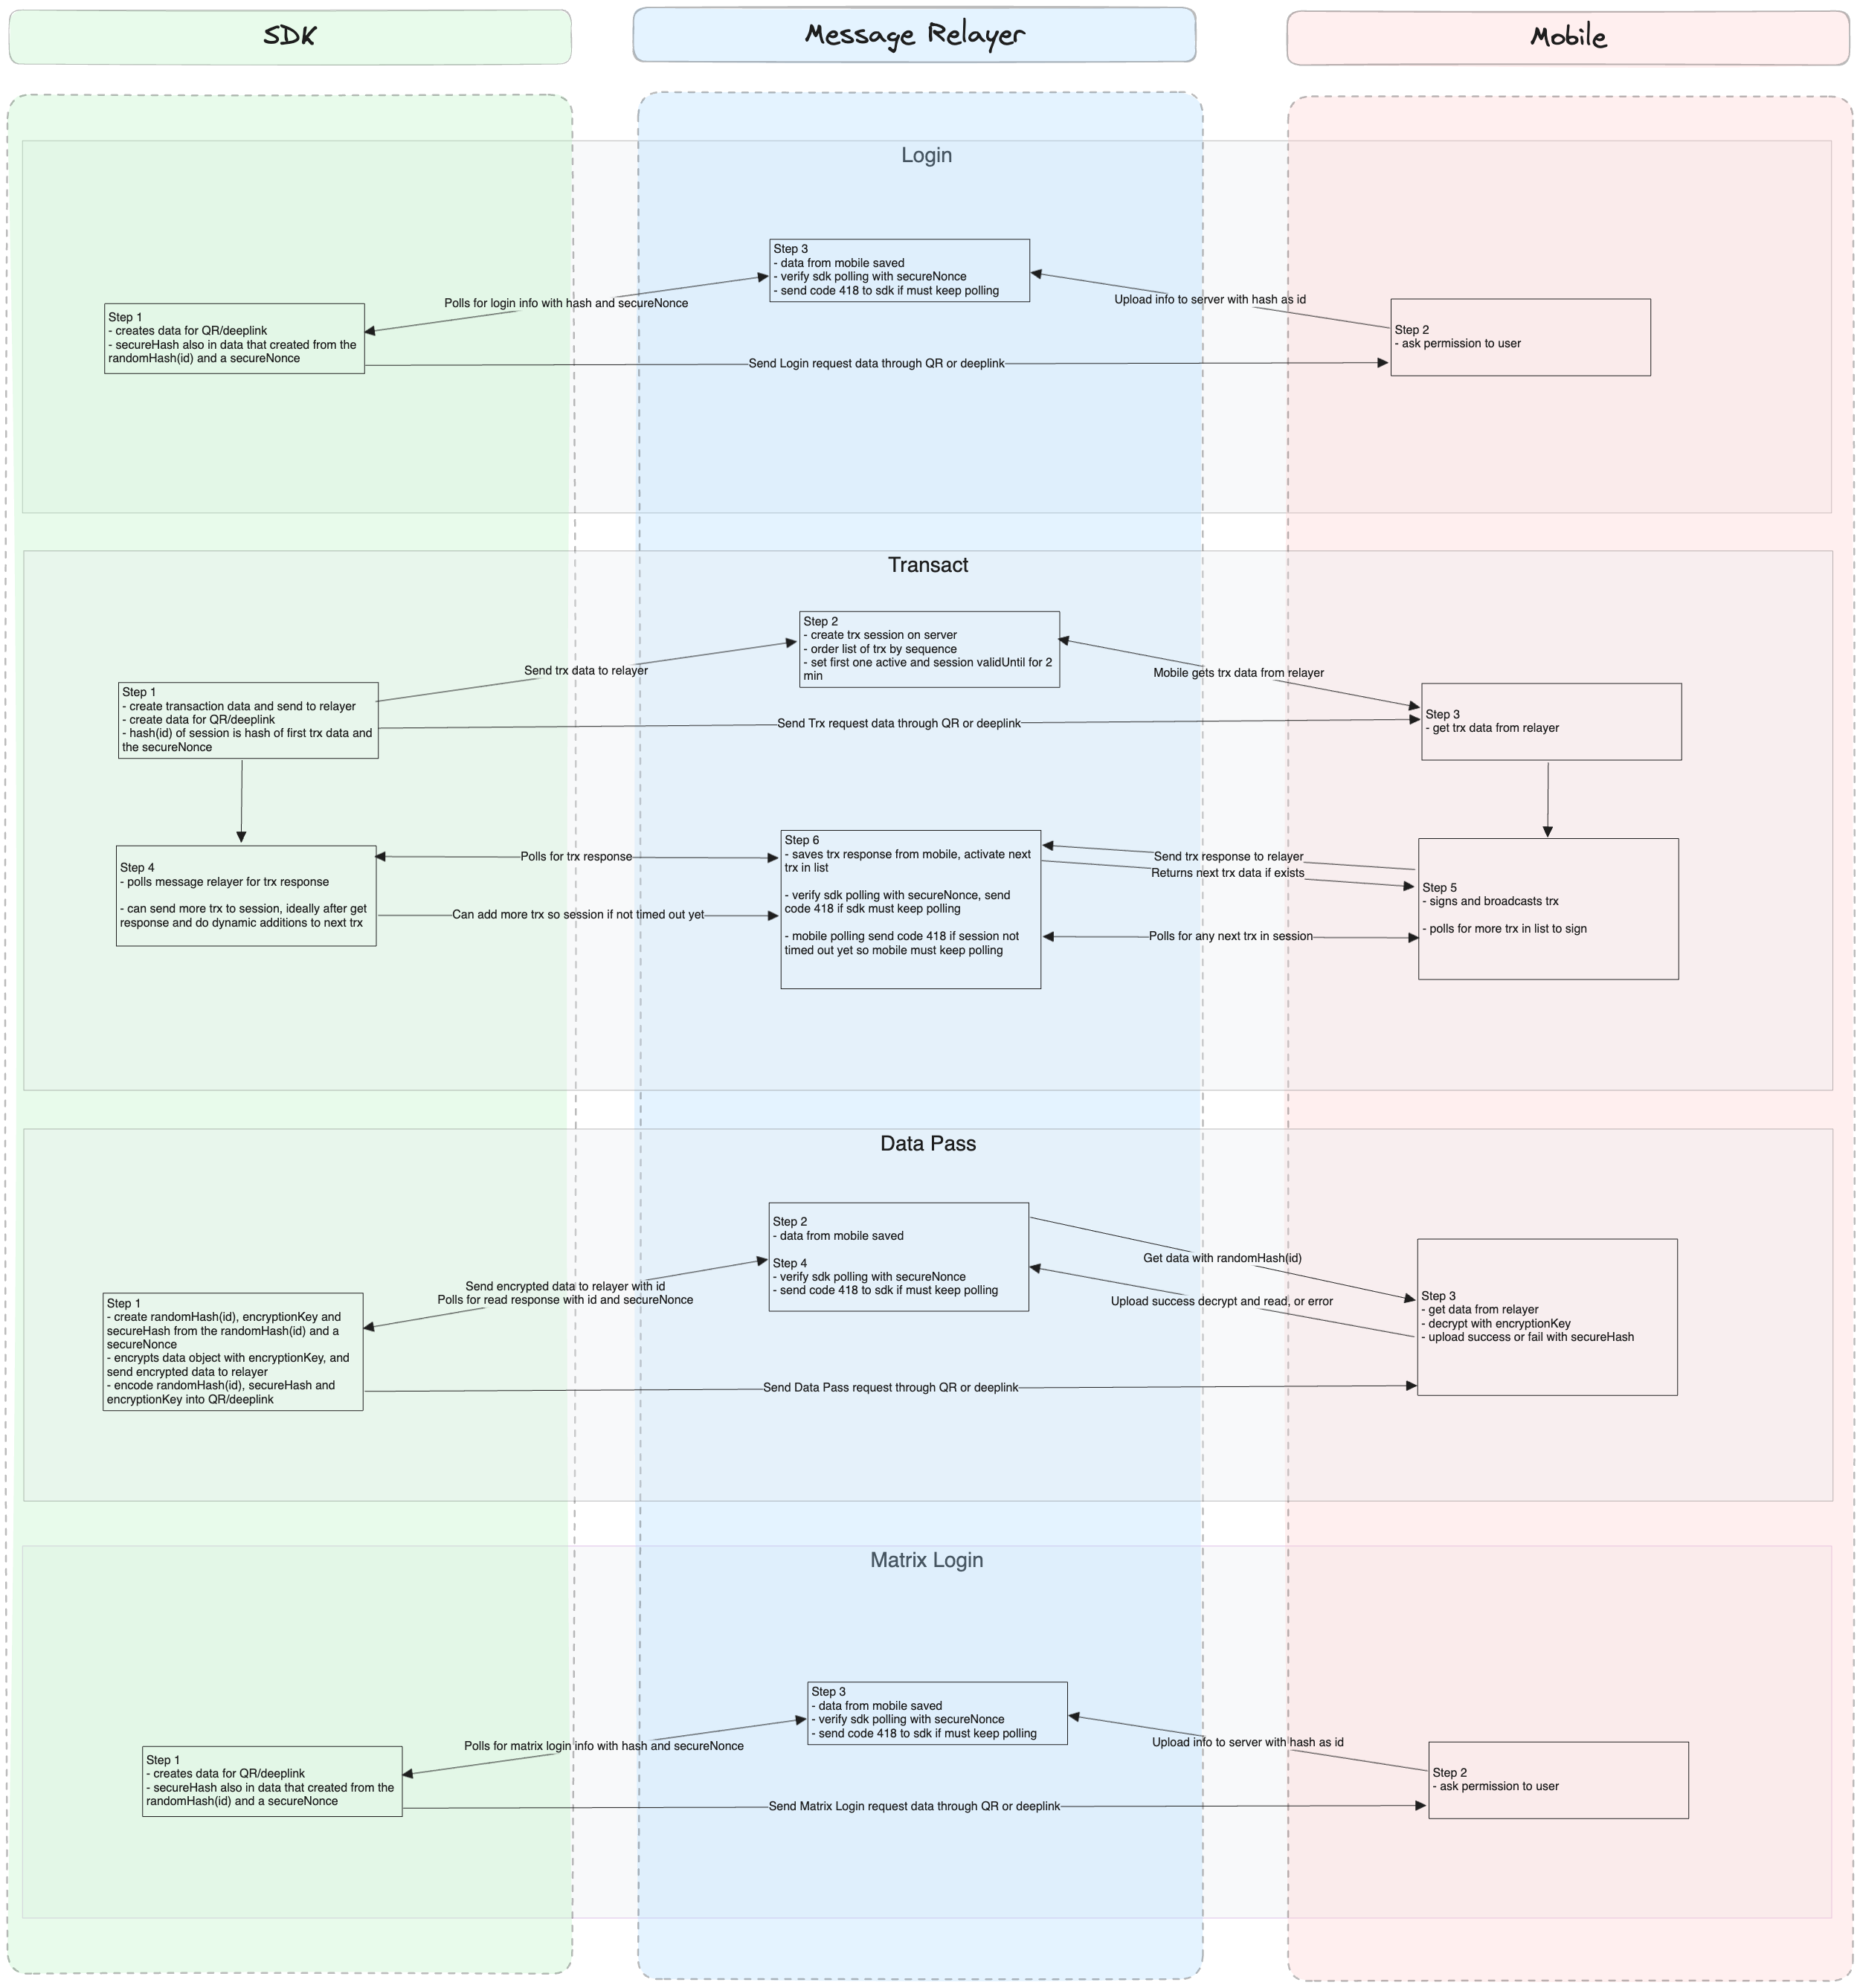 SDK
Message Relayer
Mobile
Login
Step 3
- data from mobile saved
- verify sdk polling with secureNonce
- send code 418 to sdk if must keep polling
Polls for login info with hash and secureNonce
Upload info to server with hash as id
Step 1
- creates data for QR/deeplink
- secureHash also in data that created from the
randomHash(id) and a secureNonce
Step 2
- ask permission to user
Send Login request data through QR or deeplink
Transact
Step 2
- create trx session on server
- order list of trx by sequence
- set first one active and session validUntil for 2
min
Send trx data to relayer
Mobile gets trx data from relayer
Step 1
- create transaction data and send to relayer
- create data for QR/deeplink
- hash(id) of session is hash of first trx data and
the secureNonce
Send Trx request data through QR or deeplink
Step 3
- get trx data from relayer
Step 4
- polls message relayer for trx response
- can send more trx to session, ideally after get
response and do dynamic additions to next trx
Polls for trx response
Can add more trx so session if not timed out yet
Step 6
- saves trx response from mobile, activate next
trx in list
- verify sdk polling with secureNonce, send
code 418 if sdk must keep polling
- mobile polling send code 418 if session not
timed out yet so mobile must keep polling
Send trx response to relayer
Returns next trx data if exists
Polls for any next trx in session
Step 5
- signs and broadcasts trx
- polls for more trx in list to sign
Data Pass
Step 2
- data from mobile saved
Step 4
- verify sdk polling with secureNonce
- send code 418 to sdk if must keep polling
Get data with randomHash(id)
Send encrypted data to relayer with id
Polls for read response with id and secureNonce
Upload success decrypt and read, or error
Step 1
- create randomHash(id), encryptionKey and
secureHash from the randomHash(id) and a
secureNonce
- encrypts data object with encryptionKey, and
send encrypted data to relayer
- encode randomHash(id), secureHash and
encryptionKey into QR/deeplink
Step 3
- get data from relayer
- decrypt with encryptionKey
- upload success or fail with secureHash
Send Data Pass request through QR or deeplink
Matrix Login
Step 3
- data from mobile saved
- verify sdk polling with secureNonce
- send code 418 to sdk if must keep polling
Polls for matrix login info with hash and secureNonce
Upload info to server with hash as id
Step 1
- creates data for QR/deeplink
- secureHash also in data that created from the
randomHash(id) and a secureNonce
Step 2
- ask permission to user
Send Matrix Login request data through QR or deeplink